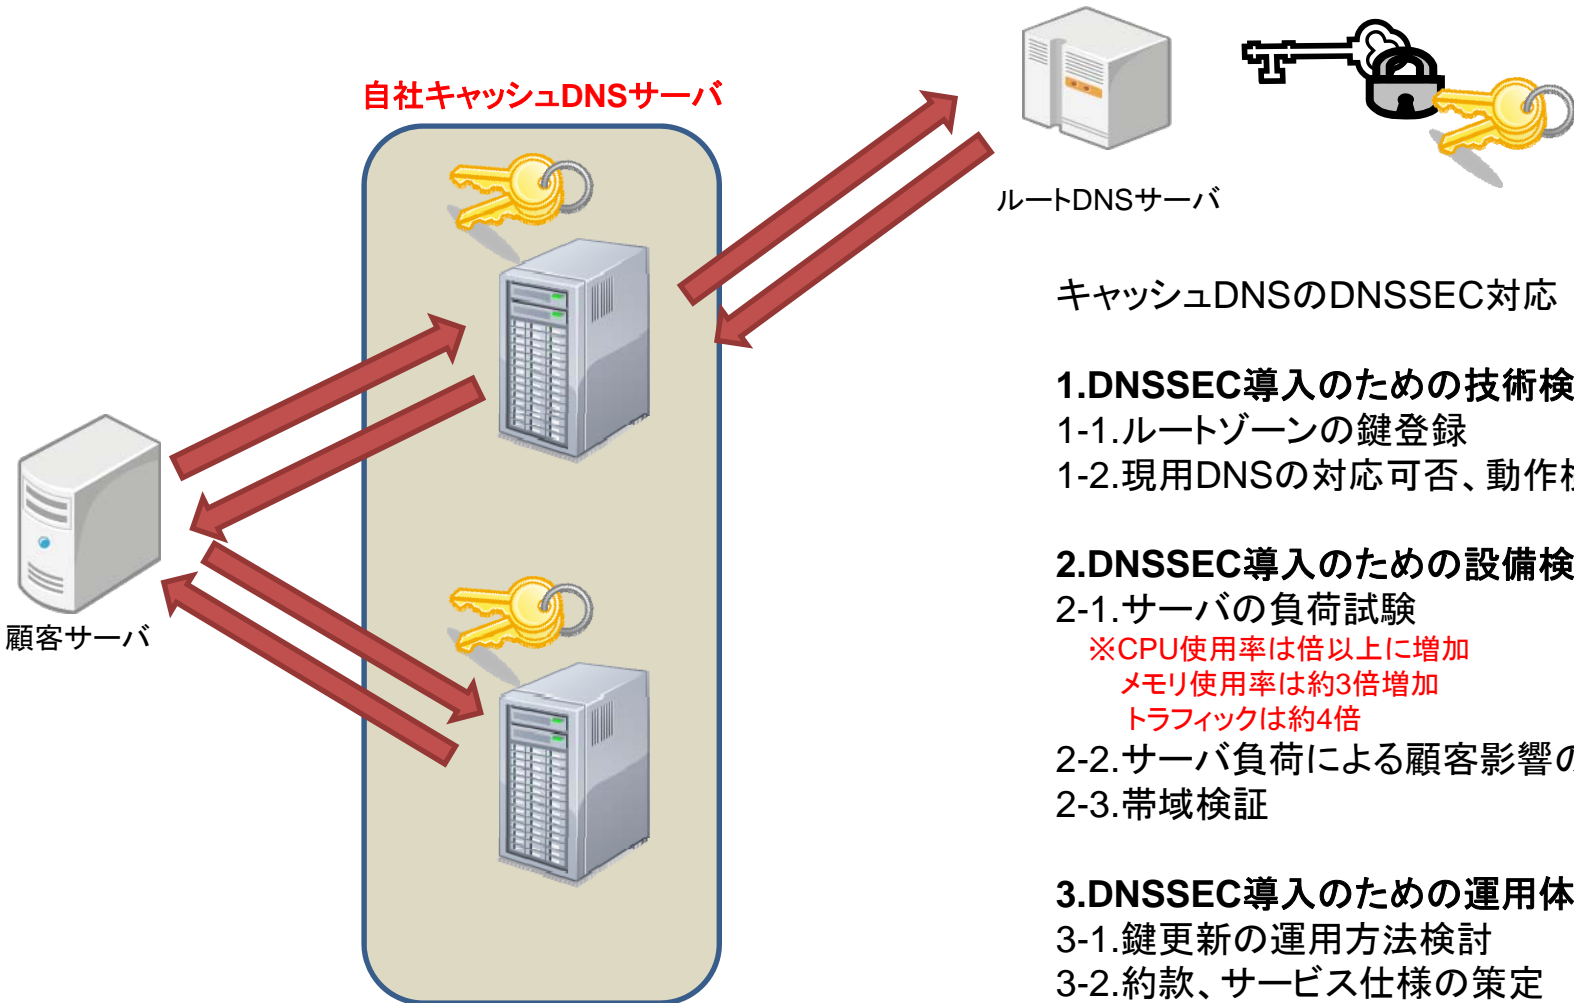 自社キャッシュDNSサーバ
ルートDNSサーバ
顧客サーバ
キャッシュDNSのDNSSEC対応
1.DNSSEC導入のための技術検
1-1.ルートゾーンの鍵登録
1-2.現用DNSの対応可否、動作
2.DNSSEC導入のための設備検
2-1.サーバの負荷試験
※CPU使用率は倍以上に増加
メモリ使用率は約3倍増加
トラフィックは約4倍
2-2.サーバ負荷による顧客影響の
2-3.帯域検証
3.DNSSEC導入のための運用体
3-1.鍵更新の運用方法検討
3-2.約款、サービス仕様の策定